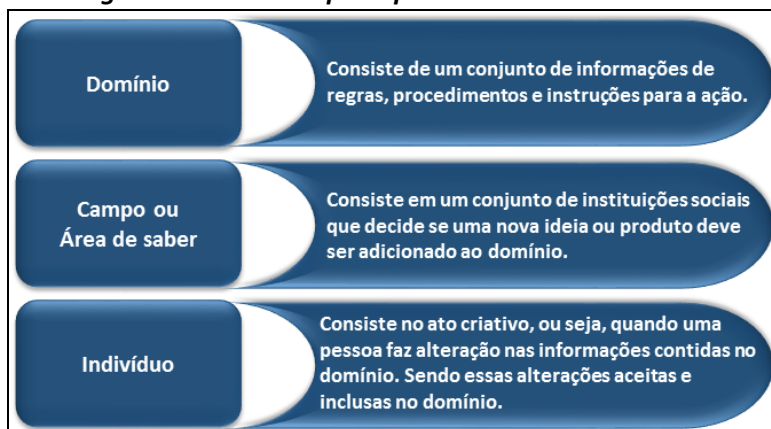 Domínio
Consiste de um conjunto de informações de
regras, procedimentos e instruções para a ação.
Campo ou
Área de saber
Consiste em um conjunto de instituições sociais
que decide se uma nova ideia ou produto deve
ser adicionado ao domínio.
Indivíduo
Consiste no ato criativo, ou seja, quando uma
pessoa faz alteração nas informações contidas no
domínio. Sendo essas alterações aceitas e
inclusas no domínio.